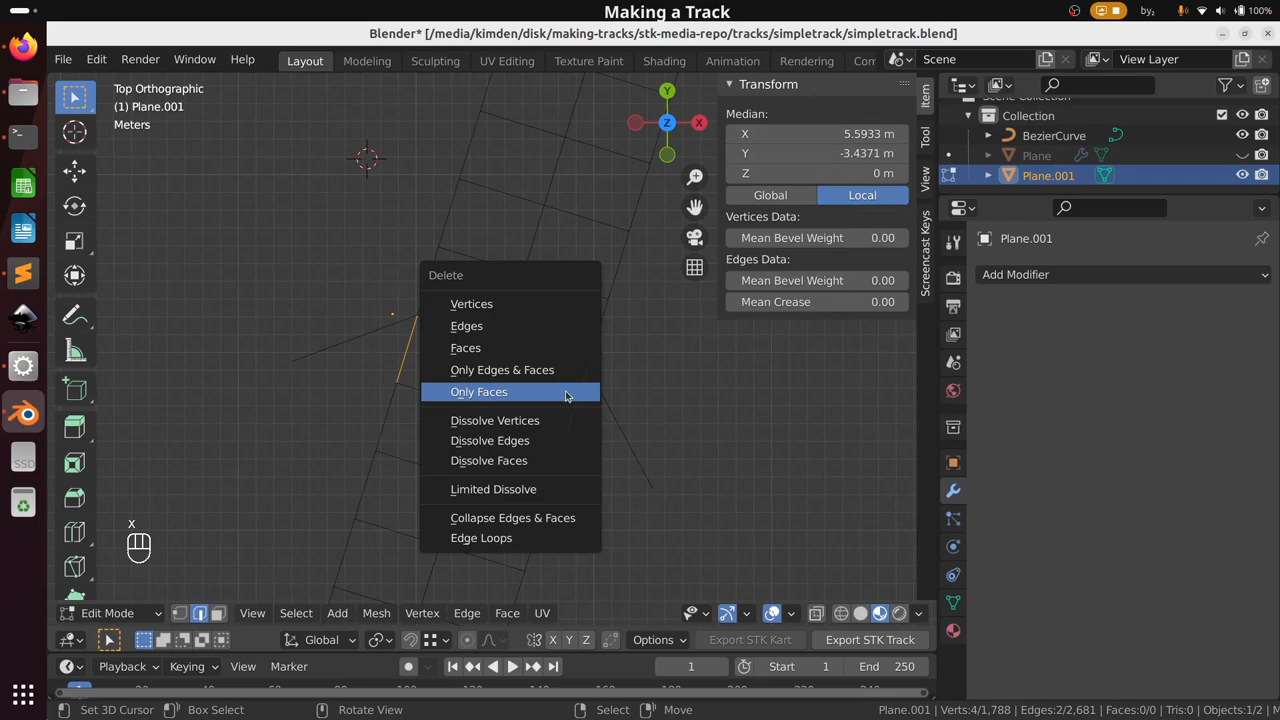 Making a Track
by₂
100%
Blender* [/media/kimden/disk/making-tracks/stk-media-repo/tracks/simpletrack/simpletrack.blend]
File Edit Render Window Help Layout Modeling Sculpting UV Editing Texture Paint Shading Animation Rendering Com Scene View Layer
Top Orthographic
(1) Plane.001
Meters
Y
X
Z
Transform
Median:
X 5.5933 m
Y -3.4371 m
Z 0 m
Global Local
Vertices Data:
Mean Bevel Weight 0.00
Edges Data:
Mean Bevel Weight 0.00
Mean Crease 0.00
Item
Tool
View
Screencast Keys
Scene Collection
Collection
BezierCurve
Plane
Plane.001
Plane.001
Add Modifier
Delete
Vertices
Edges
Faces
Only Edges & Faces
Only Faces
Dissolve Vertices
Dissolve Edges
Dissolve Faces
Limited Dissolve
Collapse Edges & Faces
Edge Loops
x
SSD
Edit Mode View Select Add Mesh Vertex Edge Face UV
Global X Y Z Options Export STK Kart Export STK Track
Playback Keying View Marker 1 Start 1 End 250
Set 3D Cursor Box Select Rotate View Select Move Plane.001 | Verts:4/1,788 | Edges:2/2,681 | Faces:0/0 | Tris:0 | Objects:1/2 | M